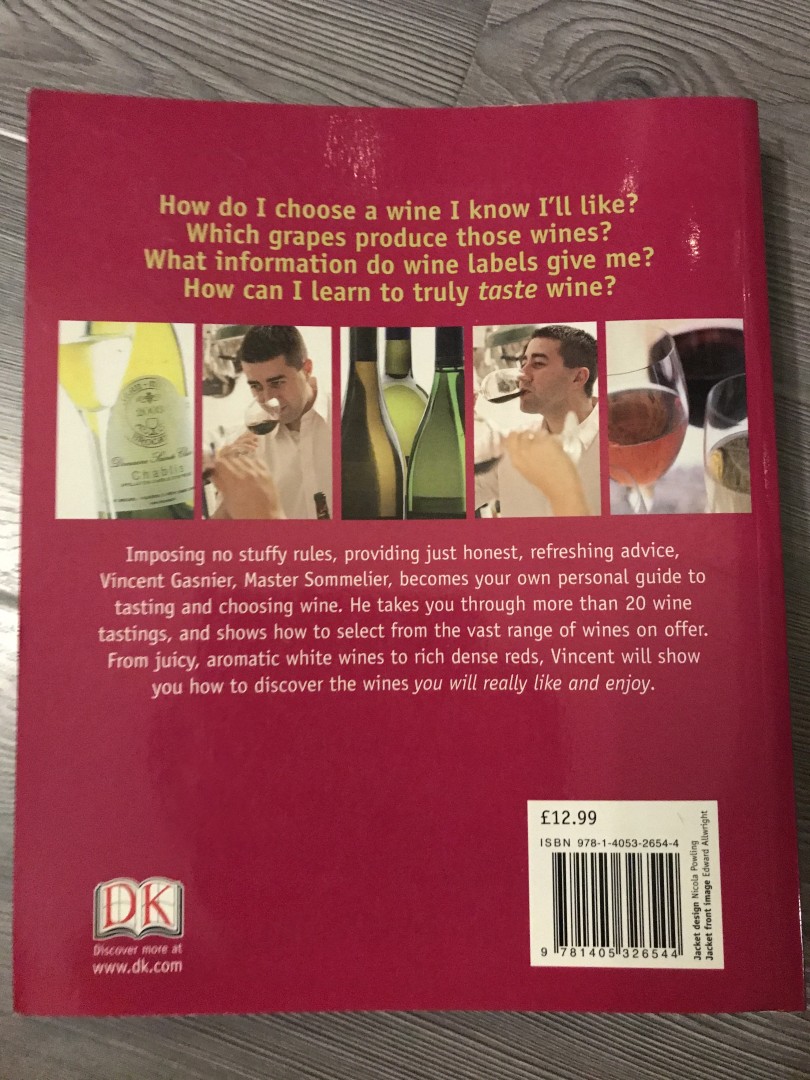 How do I choose a wine I know I'll like?
Which grapes produce those wines?
What information do wine labels give me?
How can I learn to truly taste wine?
2000
Chablis
Imposing no stuffy rules, providing just honest, refreshing advice,
Vincent Gasnier, Master Sommelier, becomes your own personal guide to
tasting and choosing wine. He takes you through more than 20 wine
tastings, and shows how to select from the vast range of wines on offer.
From juicy, aromatic white wines to rich dense reds, Vincent will show
you how to discover the wines you will really like and enjoy.
£12.99
ISBN 978-1-4053-2654-4
9 781405 326544
Jacket design Nicola Powling
Jacket front image Edward Allwright
DK
Discover more at
www.dk.com